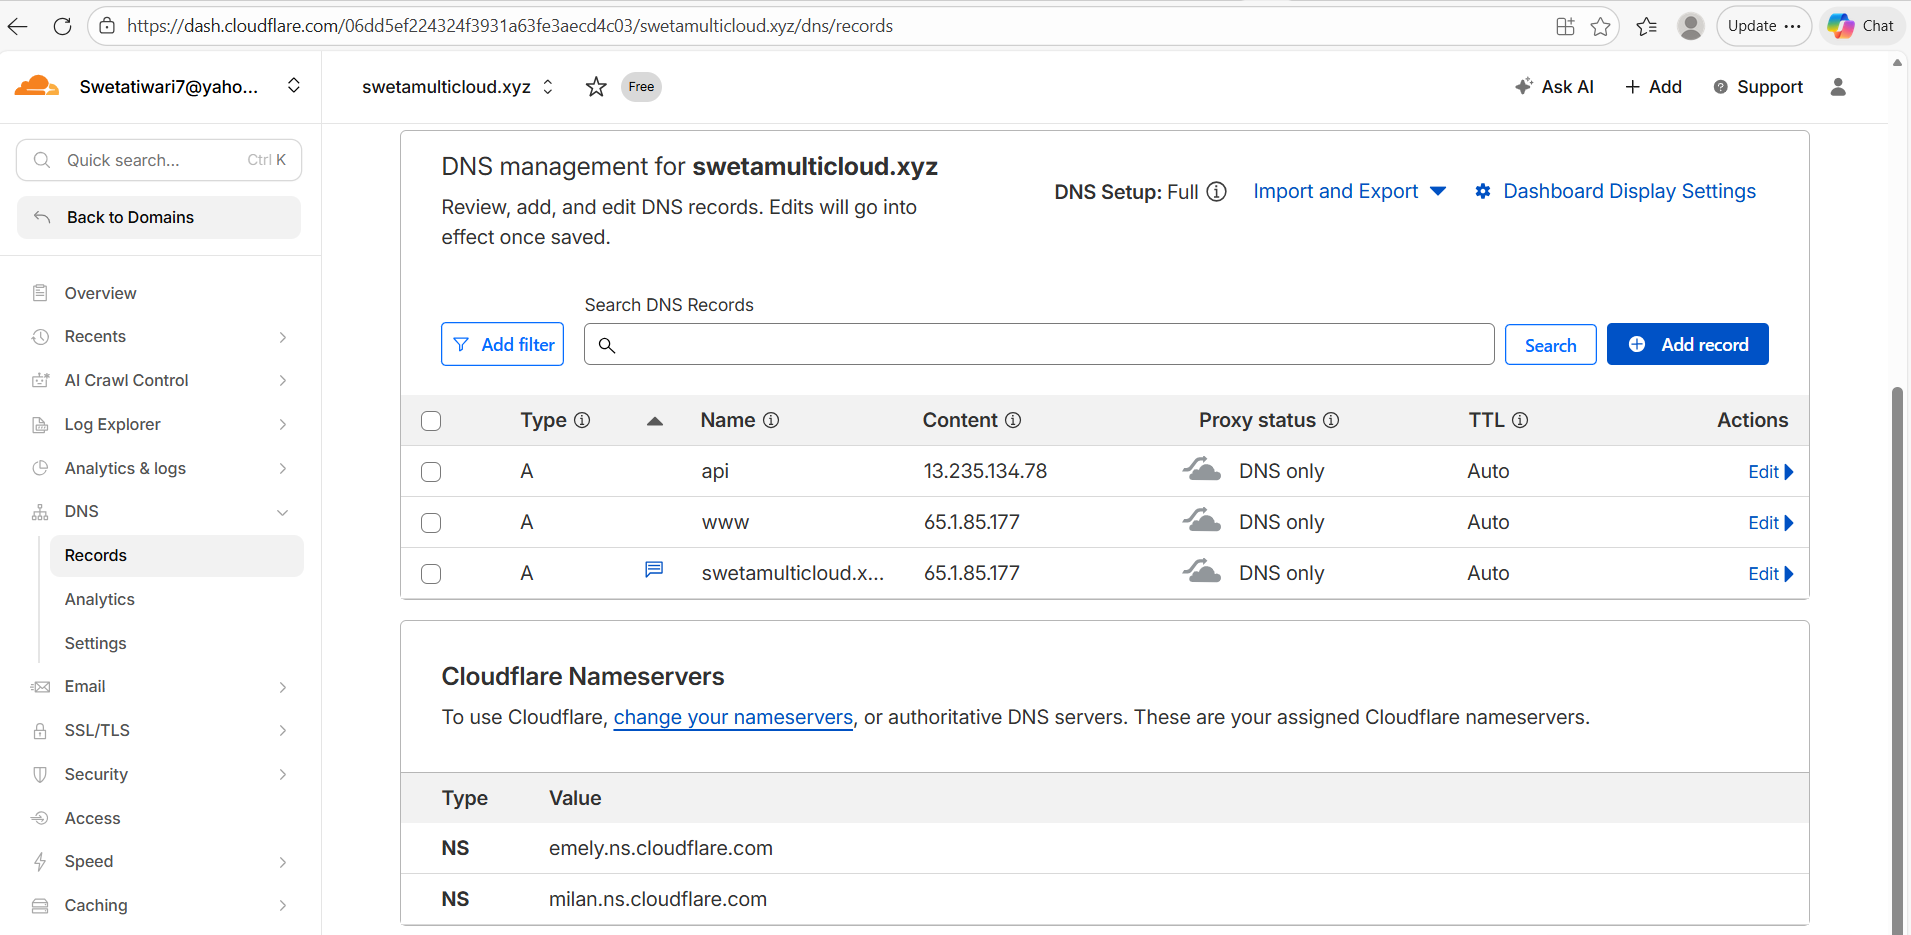 https://dash.cloudflare.com/06dd5ef224324f3931a63fe3aecd4c03/swetamulticloud.xyz/dns/records
Update
Chat
Swetatiwari7@yaho...
swetamulticloud.xyz
Free
Ask AI
Add
Support
Quick search...
Ctrl K
Back to Domains
Overview
Recents
AI Crawl Control
Log Explorer
Analytics & logs
DNS
Records
Analytics
Settings
Email
SSL/TLS
Security
Access
Speed
Caching
DNS management for swetamulticloud.xyz
Review, add, and edit DNS records. Edits will go into
effect once saved.
DNS Setup: Full
Import and Export
Dashboard Display Settings
Search DNS Records
Add filter
Search
Add record
Type Name Content Proxy status TTL Actions
A api 13.235.134.78 DNS only Auto Edit
A www 65.1.85.177 DNS only Auto Edit
A swetamulticloud.x... 65.1.85.177 DNS only Auto Edit
Cloudflare Nameservers
To use Cloudflare, change your nameservers, or authoritative DNS servers. These are your assigned Cloudflare nameservers.
Type Value
NS emely.ns.cloudflare.com
NS milan.ns.cloudflare.com